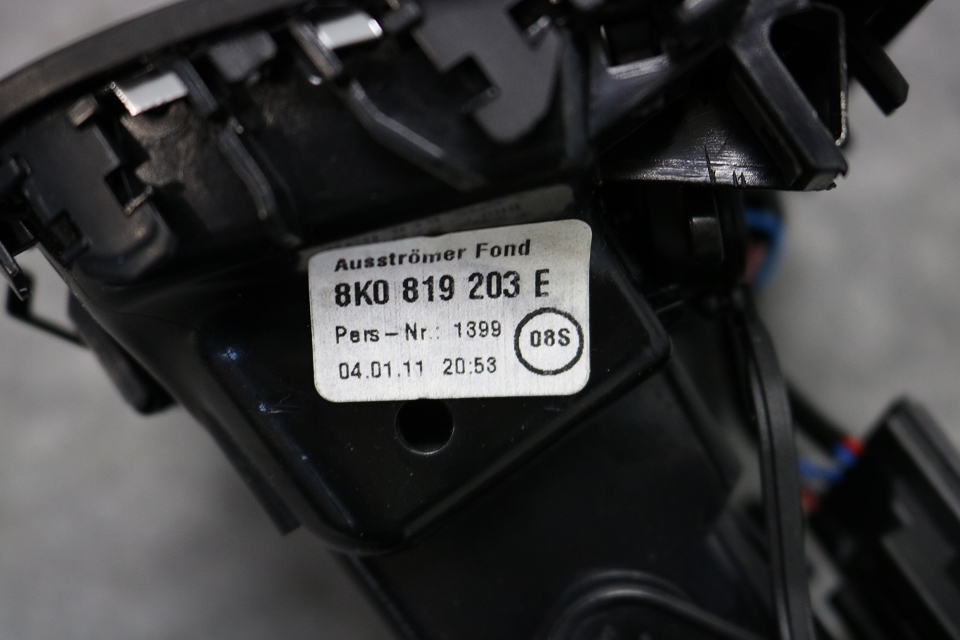 Ausströmer Fond
8K0 819 203 E
Pers-Nr.: 1399
08S
04.01.11 20:53